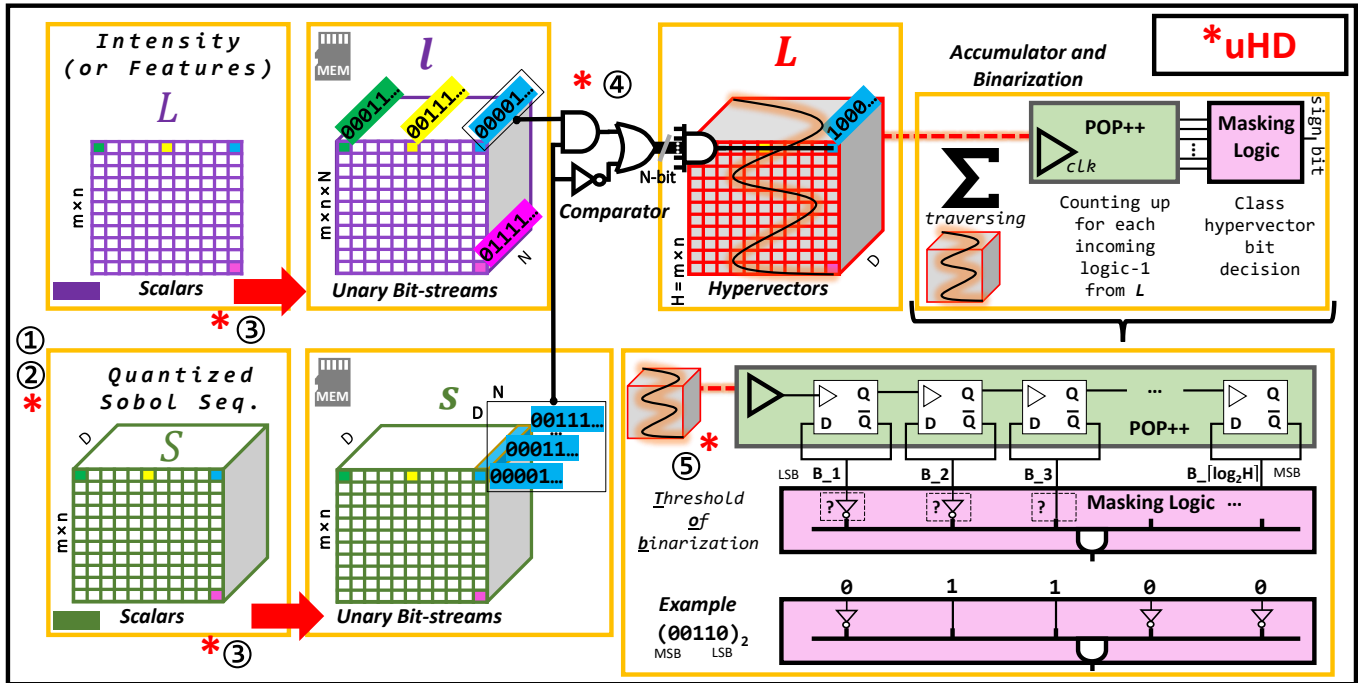 *uHD
Intensity
(or Features)
L
m×n
Scalars
*③
MEM
l
00011…
00111…
00001…
01111…
m×n×N
N
Unary Bit-streams
*④
Comparator
N-bit
L
1000…
H=m×n
D
Hypervectors
Accumulator and
Binarization
Σ
traversing
POP++
clk
⋮
Masking
Logic
sign bit
Counting up
for each
incoming
logic-1
from L
Class
hypervector
bit
decision
①
②
*
Quantized
Sobol Seq.
D
S
m×n
Scalars
*③
MEM
s
D
N
D
00111…
…
00011…
00001…
m×n
Unary Bit-streams
*
⑤
Threshold
of
binarization
Q
D
Q
Q
D
Q
Q
D
Q
…
Q
D
Q
POP++
LSB
B_1
B_2
B_3
B_⌈log₂H⌉
MSB
?
?
?
Masking Logic
…
0 1 1 0 0
Example
(00110)₂
MSB LSB